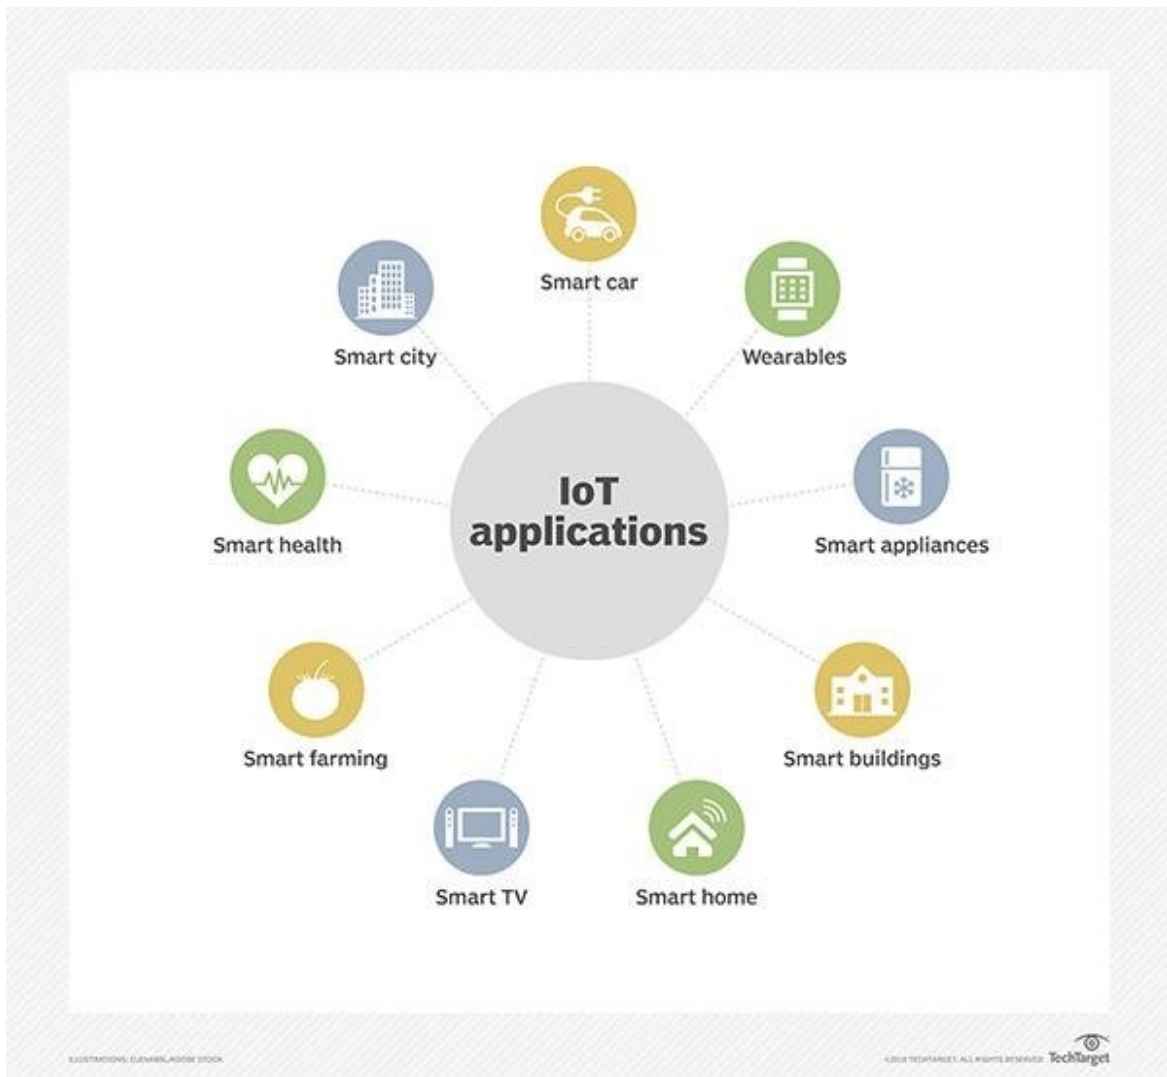 Smart car
Smart city
Wearables
IoT
applications
Smart health
Smart appliances
Smart farming
Smart buildings
Smart TV
Smart home
TechTarget